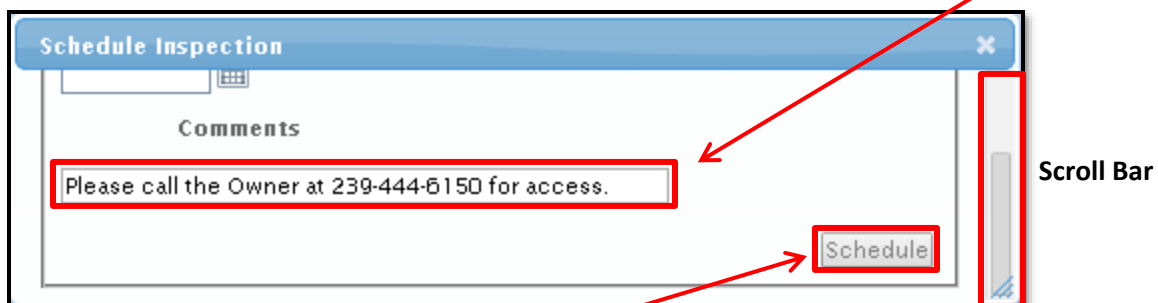 Schedule Inspection
Comments
Please call the Owner at 239-444-6150 for access.
Scroll Bar
Schedule